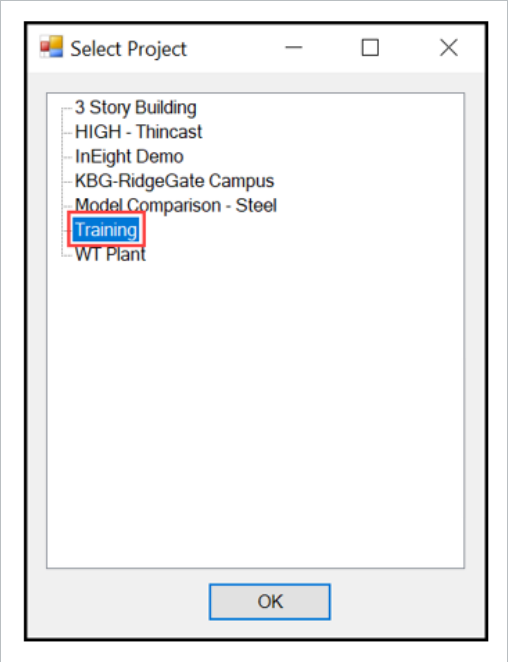 Select Project
3 Story Building
HIGH - Thincast
InEight Demo
KBG-RidgeGate Campus
Model Comparison - Steel
Training
WT Plant
OK